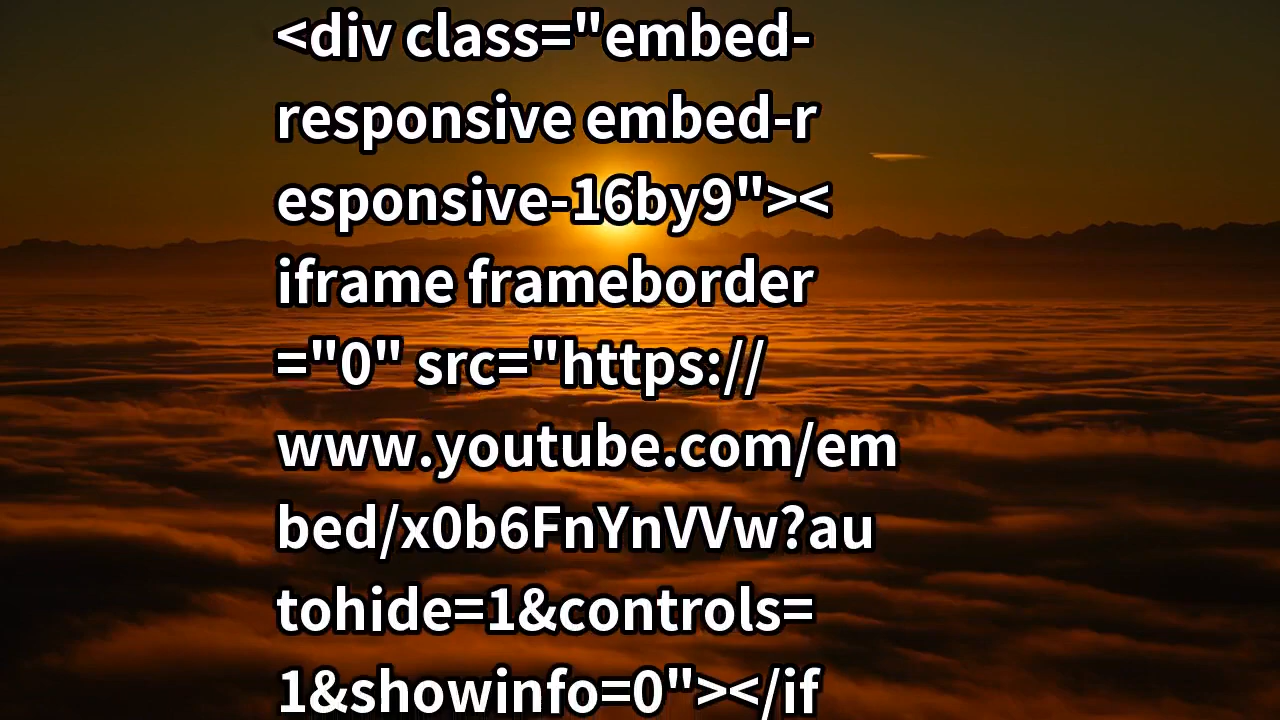 <div class="embed-
responsive embed-r
esponsive-16by9"><
iframe frameborder
="0" src="https://
www.youtube.com/em
bed/x0b6FnYnVVw?au
tohide=1&controls=
1&showinfo=0"></if